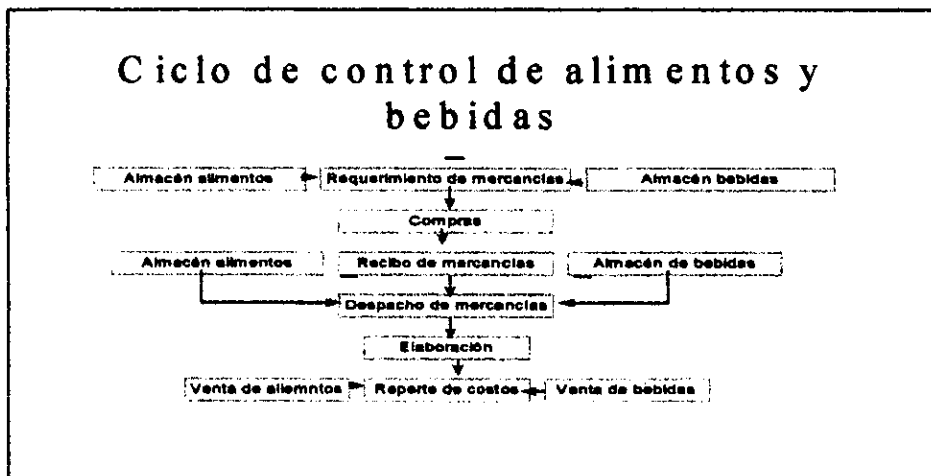 Ciclo de control de alimentos y
bebidas
Almacén alimentos Requerimiento de mercancías Almacén bebidas
Compras
Almacén alimentos Recibo de mercancías Almacén de bebidas
Despacho de mercancías
Elaboración
Venta de aliemntos Reporte de costos Venta de bebidas